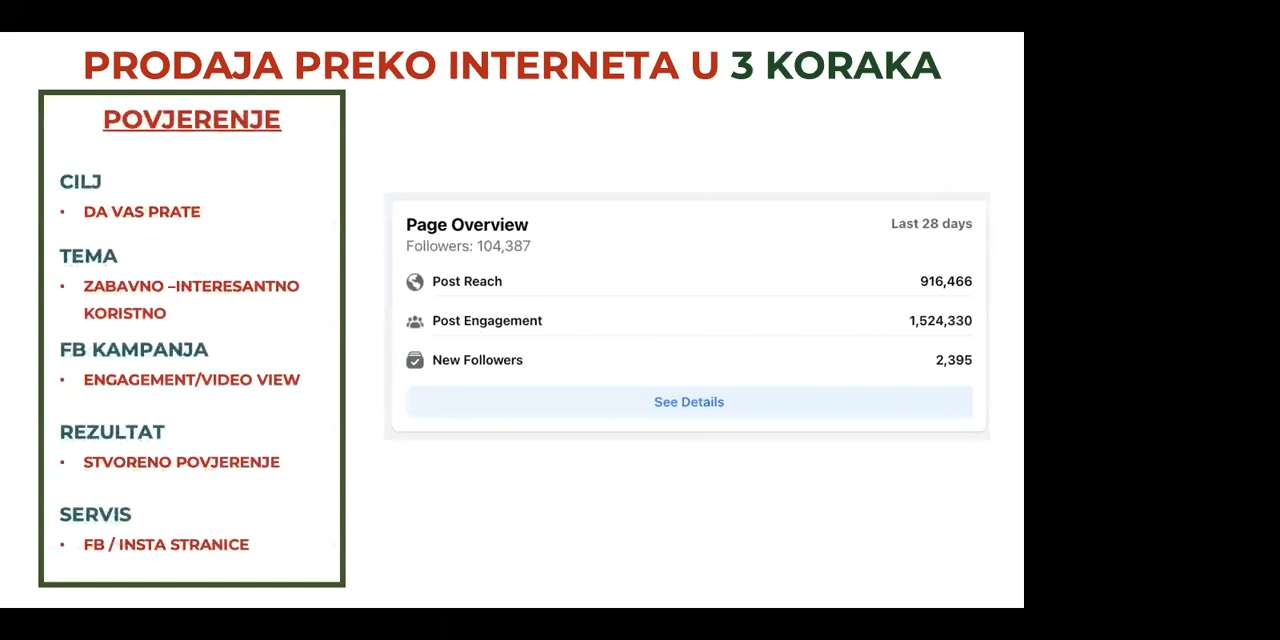 PRODAJA PREKO INTERNETA U 3 KORAKA
POVJERENJE
CILJ
• DA VAS PRATE
TEMA
• ZABAVNO –INTERESANTNO
KORISTNO
FB KAMPANJA
• ENGAGEMENT/VIDEO VIEW
REZULTAT
• STVORENO POVJERENJE
SERVIS
• FB / INSTA STRANICE
Page Overview
Last 28 days
Followers: 104,387
Post Reach 916,466
Post Engagement 1,524,330
New Followers 2,395
See Details